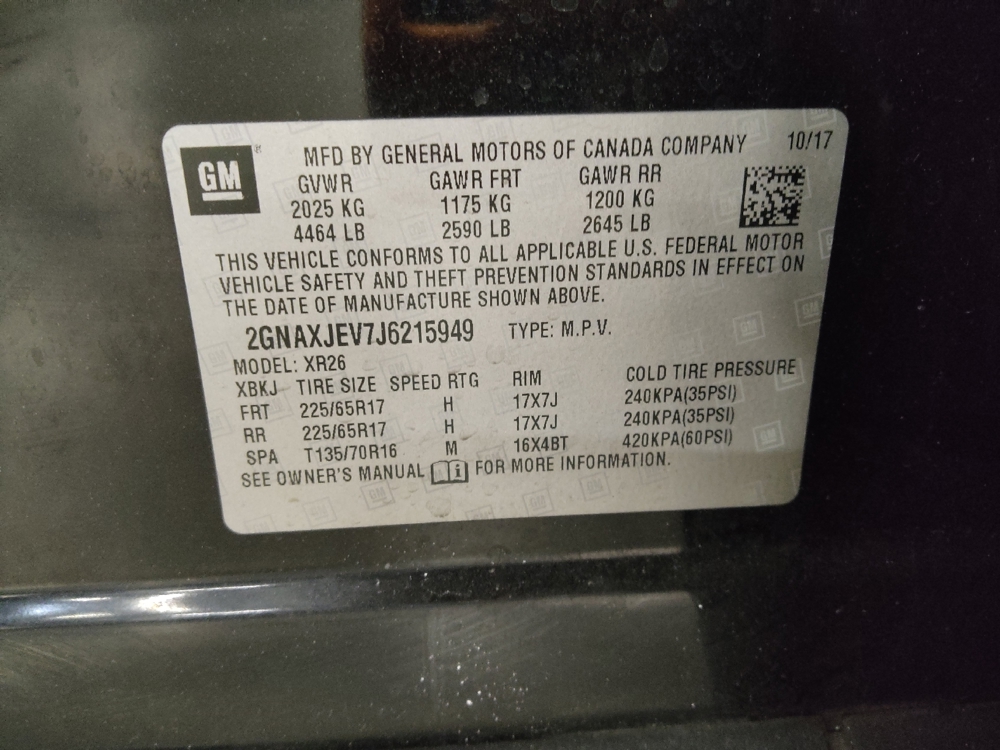 GM
MFD BY GENERAL MOTORS OF CANADA COMPANY 10/17
GVWR GAWR FRT GAWR RR
2025 KG 1175 KG 1200 KG
4464 LB 2590 LB 2645 LB
THIS VEHICLE CONFORMS TO ALL APPLICABLE U.S. FEDERAL MOTOR
VEHICLE SAFETY AND THEFT PREVENTION STANDARDS IN EFFECT ON
THE DATE OF MANUFACTURE SHOWN ABOVE.
2GNAXJEV7J6215949 TYPE: M.P.V.
MODEL: XR26
XBKJ TIRE SIZE SPEED RTG RIM COLD TIRE PRESSURE
FRT 225/65R17 H 17X7J 240KPA(35PSI)
RR 225/65R17 H 17X7J 240KPA(35PSI)
SPA T135/70R16 M 16X4BT 420KPA(60PSI)
SEE OWNER'S MANUAL i FOR MORE INFORMATION.